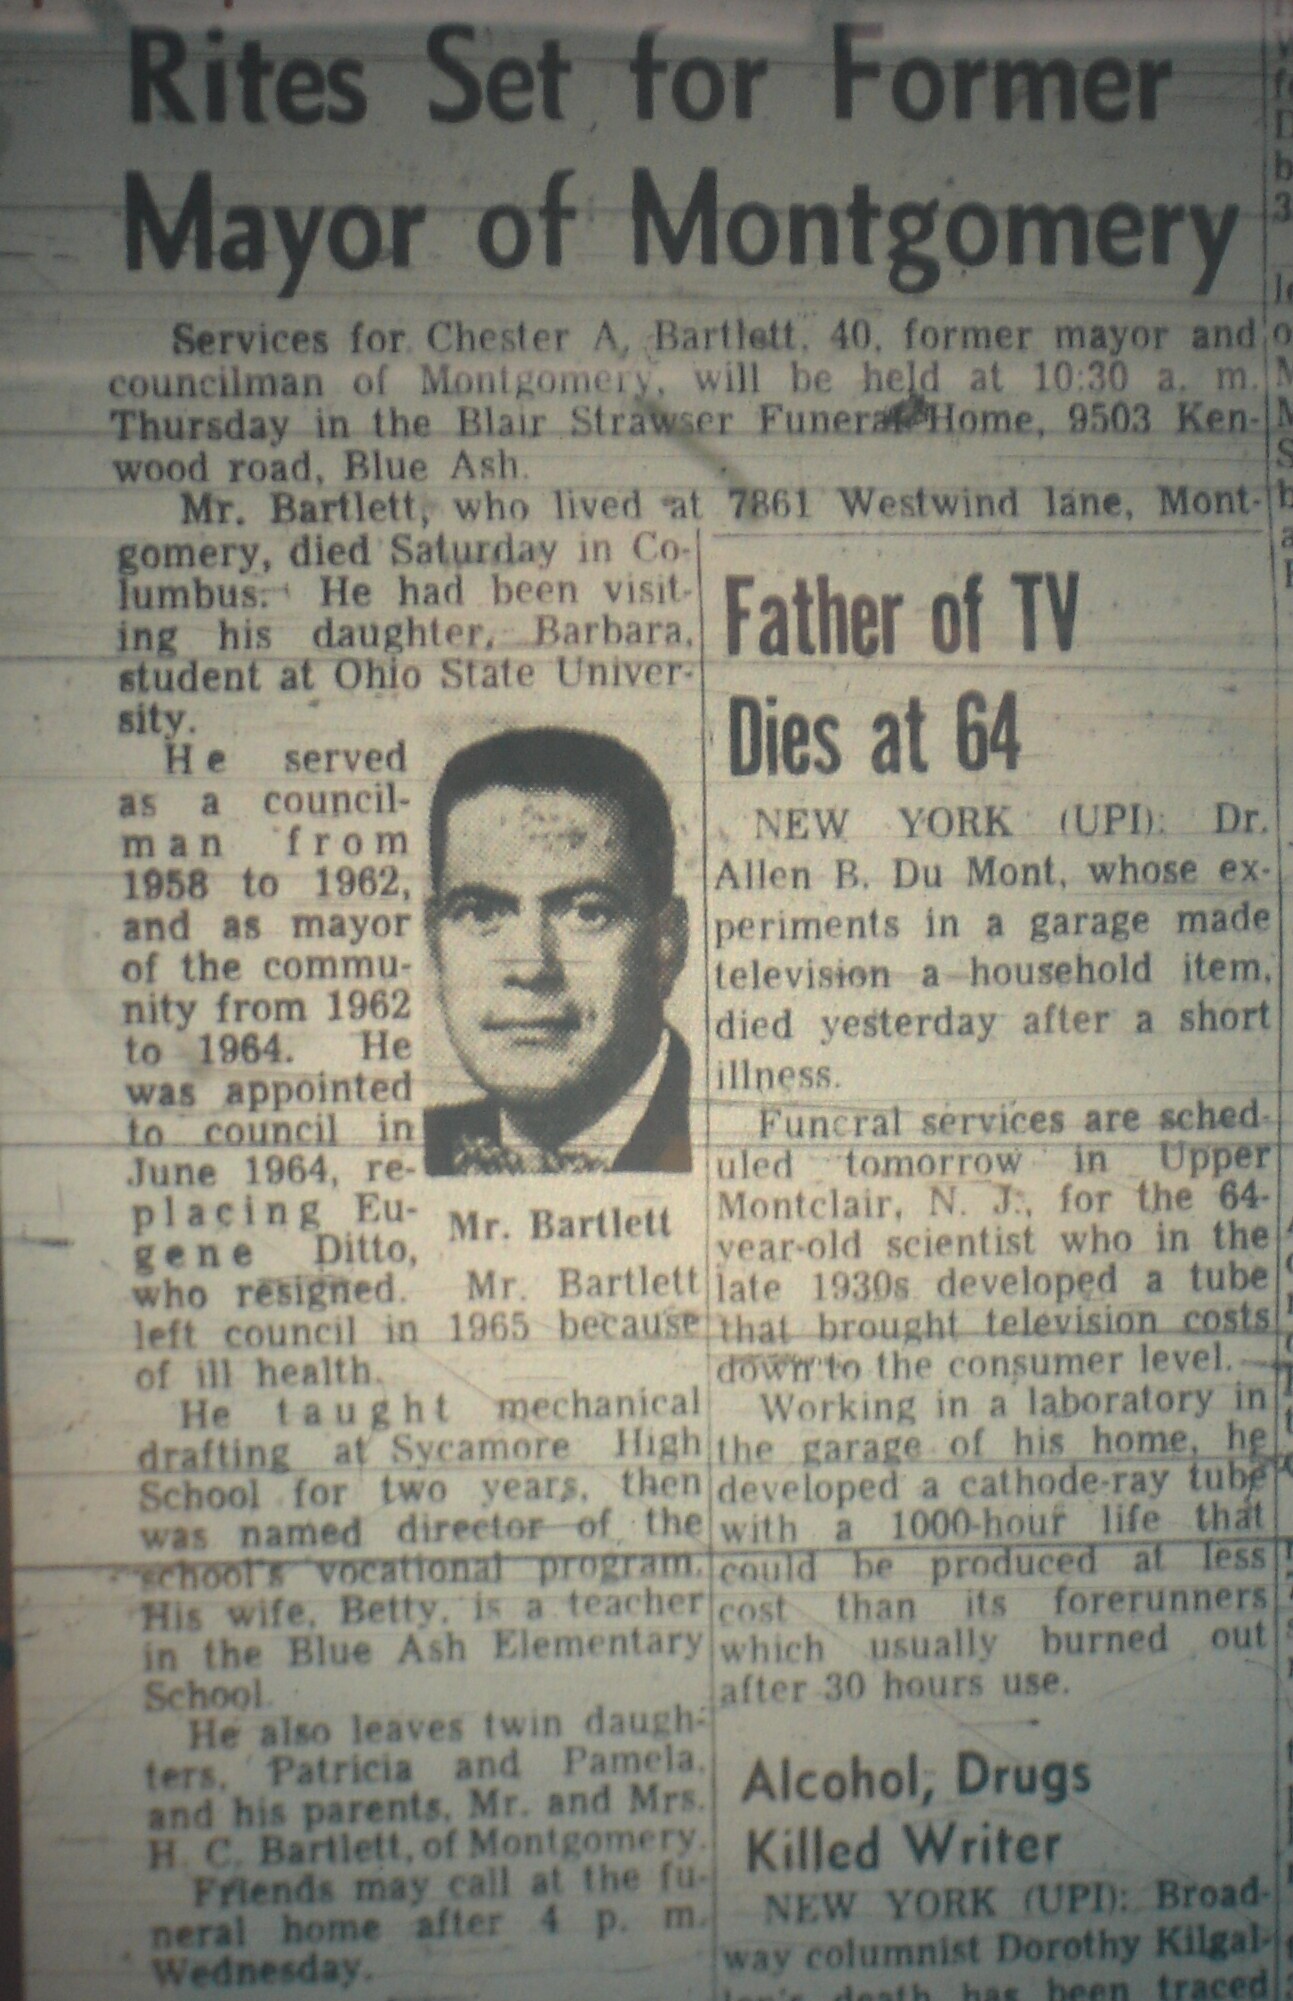 Rites Set for Former
Mayor of Montgomery
Services for Chester A. Bartlett, 40, former mayor and
councilman of Montgomery, will be held at 10:30 a. m.
Thursday in the Blair Strawser Funeral Home, 9503 Ken-
wood road, Blue Ash.
Mr. Bartlett, who lived at 7861 Westwind lane, Mont-
gomery, died Saturday in Co-
lumbus. He had been visit-
ing his daughter, Barbara,
student at Ohio State Univer-
sity.
He served
as a council-
man from
1958 to 1962,
and as mayor
of the commu-
nity from 1962
to 1964. He
was appointed
to council in
June 1964, re-
placing Eu-
gene Ditto,
who resigned. Mr. Bartlett
left council in 1965 because
of ill health.
Mr. Bartlett
He taught mechanical
drafting at Sycamore High
School for two years, then
was named director of the
school's vocational program.
His wife, Betty, is a teacher
in the Blue Ash Elementary
School.
He also leaves twin daugh-
ters, Patricia and Pamela,
and his parents, Mr. and Mrs.
H. C. Bartlett, of Montgomery.
Friends may call at the fu-
neral home after 4 p. m.
Wednesday.
Father of TV
Dies at 64
NEW YORK (UPI): Dr.
Allen B. Du Mont, whose ex-
periments in a garage made
television a household item,
died yesterday after a short
illness.
Funeral services are sched-
uled tomorrow in Upper
Montclair, N. J., for the 64-
year-old scientist who in the
late 1930s developed a tube
that brought television costs
down to the consumer level.
Working in a laboratory in
the garage of his home, he
developed a cathode-ray tube
with a 1000-hour life that
could be produced at less
cost than its forerunners
which usually burned out
after 30 hours use.
Alcohol, Drugs
Killed Writer
NEW YORK (UPI): Broad-
way columnist Dorothy Kilgal-
len's death has been traced